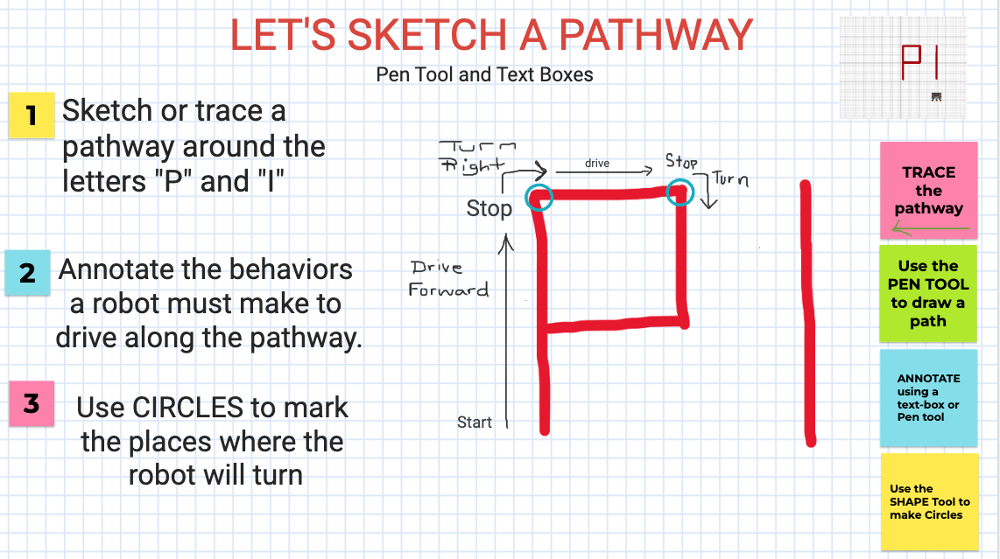 LET'S SKETCH A PATHWAY
Pen Tool and Text Boxes
PI
1
Sketch or trace a
pathway around the
letters "P" and "I"
2
Annotate the behaviors
a robot must make to
drive along the pathway.
3
Use CIRCLES to mark
the places where the
robot will turn
Turn
Right
drive
Stop
Turn
Stop
Drive
Forward
Start
TRACE
the
pathway
Use the
PEN TOOL
to draw a
path
ANNOTATE
using a
text-box or
Pen tool
Use the
SHAPE Tool to
make Circles